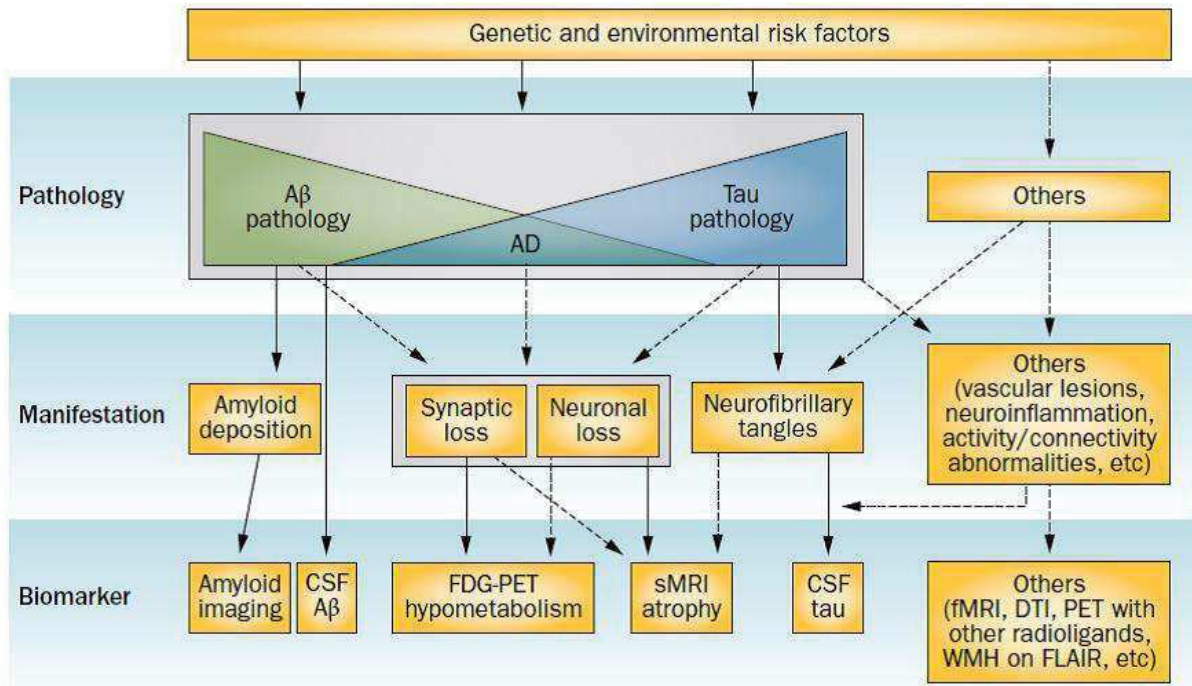 Genetic and environmental risk factors
Pathology
Aβ
pathology
AD
Tau
pathology
Others
Manifestation
Amyloid
deposition
Synaptic
loss
Neuronal
loss
Neurofibrillary
tangles
Others
(vascular lesions,
neuroinflammation,
activity/connectivity
abnormalities, etc)
Biomarker
Amyloid
imaging
CSF
Aβ
FDG-PET
hypometabolism
sMRI
atrophy
CSF
tau
Others
(fMRI, DTI, PET with
other radioligands,
WMH on FLAIR, etc)